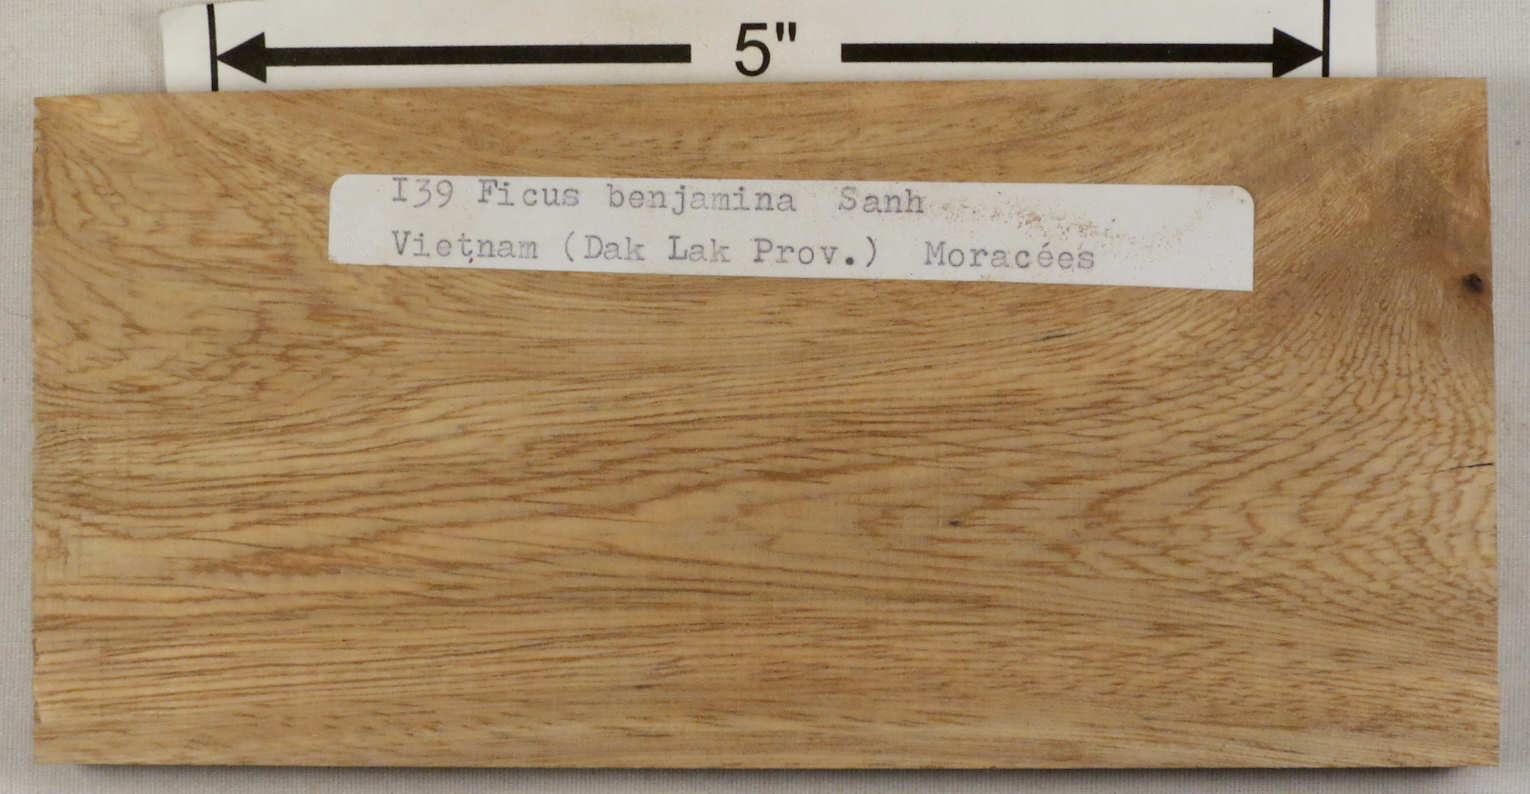 5"
I39 Ficus benjamina Sanh
Vietnam (Dak Lak Prov.) Moracées